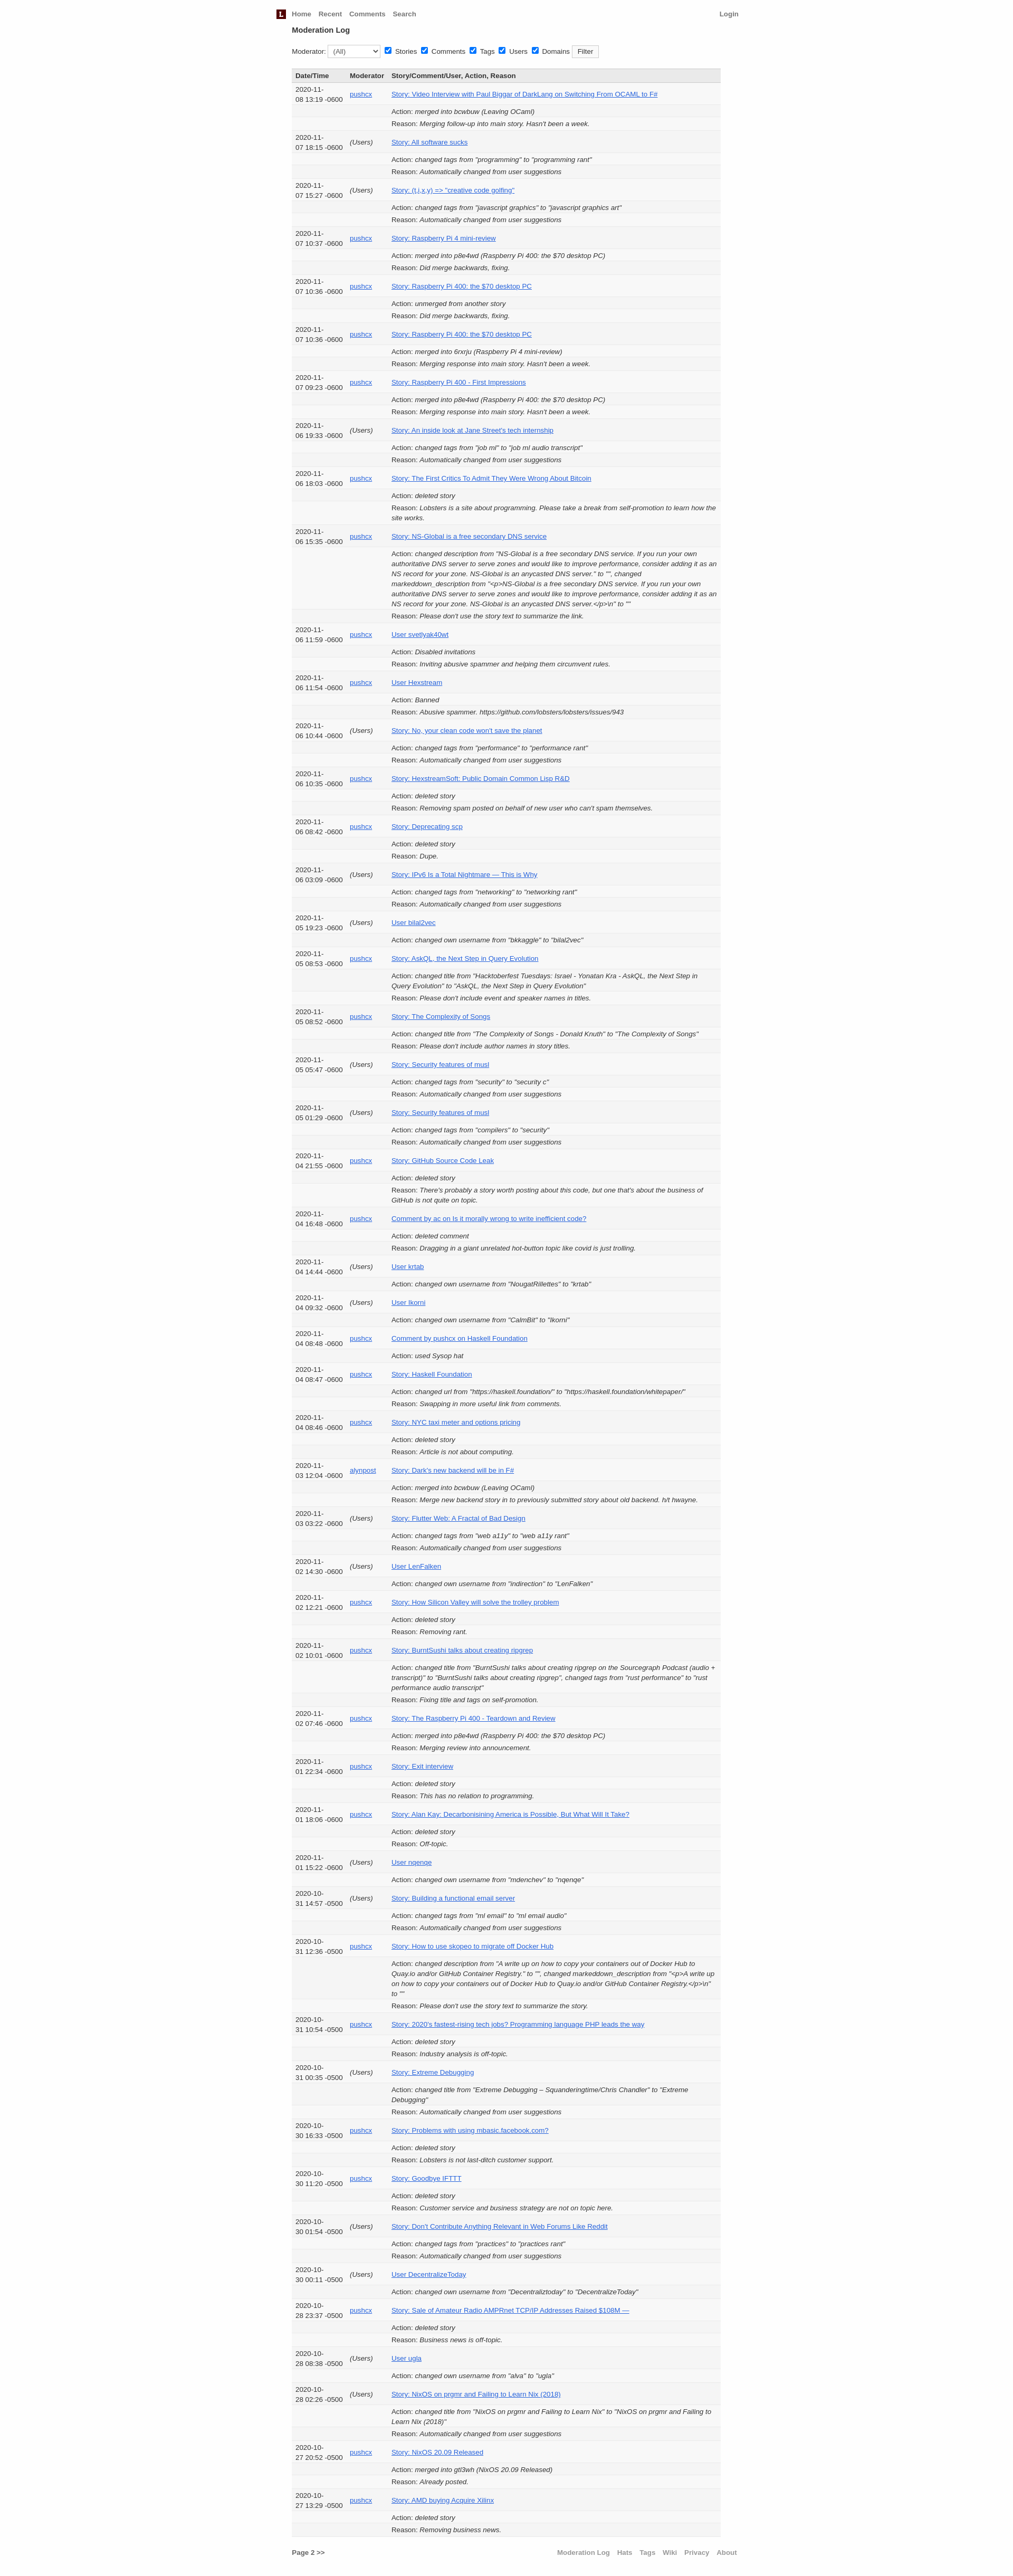 L Home Recent Comments Search Login
Moderation Log
Moderator: (All) Stories Comments Tags Users Domains Filter
Date/Time Moderator Story/Comment/User, Action, Reason
2020-11-
08 13:19 -0600 pushcx Story: Video Interview with Paul Biggar of DarkLang on Switching From OCAML to F#
Action: merged into bcwbuw (Leaving OCaml)
Reason: Merging follow-up into main story. Hasn't been a week.
2020-11-
07 18:15 -0600 (Users) Story: All software sucks
Action: changed tags from "programming" to "programming rant"
Reason: Automatically changed from user suggestions
2020-11-
07 15:27 -0600 (Users) Story: (t,i,x,y) => "creative code golfing"
Action: changed tags from "javascript graphics" to "javascript graphics art"
Reason: Automatically changed from user suggestions
2020-11-
07 10:37 -0600 pushcx Story: Raspberry Pi 4 mini-review
Action: merged into p8e4wd (Raspberry Pi 400: the $70 desktop PC)
Reason: Did merge backwards, fixing.
2020-11-
07 10:36 -0600 pushcx Story: Raspberry Pi 400: the $70 desktop PC
Action: unmerged from another story
Reason: Did merge backwards, fixing.
2020-11-
07 10:36 -0600 pushcx Story: Raspberry Pi 400: the $70 desktop PC
Action: merged into 6rxrju (Raspberry Pi 4 mini-review)
Reason: Merging response into main story. Hasn't been a week.
2020-11-
07 09:23 -0600 pushcx Story: Raspberry Pi 400 - First Impressions
Action: merged into p8e4wd (Raspberry Pi 400: the $70 desktop PC)
Reason: Merging response into main story. Hasn't been a week.
2020-11-
06 19:33 -0600 (Users) Story: An inside look at Jane Street's tech internship
Action: changed tags from "job ml" to "job ml audio transcript"
Reason: Automatically changed from user suggestions
2020-11-
06 18:03 -0600 pushcx Story: The First Critics To Admit They Were Wrong About Bitcoin
Action: deleted story
Reason: Lobsters is a site about programming. Please take a break from self-promotion to learn how the
site works.
2020-11-
06 15:35 -0600 pushcx Story: NS-Global is a free secondary DNS service
Action: changed description from "NS-Global is a free secondary DNS service. If you run your own
authoritative DNS server to serve zones and would like to improve performance, consider adding it as an
NS record for your zone. NS-Global is an anycasted DNS server." to "", changed
markeddown_description from "<p>NS-Global is a free secondary DNS service. If you run your own
authoritative DNS server to serve zones and would like to improve performance, consider adding it as an
NS record for your zone. NS-Global is an anycasted DNS server.</p>\n" to ""
Reason: Please don't use the story text to summarize the link.
2020-11-
06 11:59 -0600 pushcx User svetlyak40wt
Action: Disabled invitations
Reason: Inviting abusive spammer and helping them circumvent rules.
2020-11-
06 11:54 -0600 pushcx User Hexstream
Action: Banned
Reason: Abusive spammer. https://github.com/lobsters/lobsters/issues/943
2020-11-
06 10:44 -0600 (Users) Story: No, your clean code won't save the planet
Action: changed tags from "performance" to "performance rant"
Reason: Automatically changed from user suggestions
2020-11-
06 10:35 -0600 pushcx Story: HexstreamSoft: Public Domain Common Lisp R&D
Action: deleted story
Reason: Removing spam posted on behalf of new user who can't spam themselves.
2020-11-
06 08:42 -0600 pushcx Story: Deprecating scp
Action: deleted story
Reason: Dupe.
2020-11-
06 03:09 -0600 (Users) Story: IPv6 Is a Total Nightmare — This is Why
Action: changed tags from "networking" to "networking rant"
Reason: Automatically changed from user suggestions
2020-11-
05 19:23 -0600 (Users) User bilal2vec
Action: changed own username from "bkkaggle" to "bilal2vec"
2020-11-
05 08:53 -0600 pushcx Story: AskQL, the Next Step in Query Evolution
Action: changed title from "Hacktoberfest Tuesdays: Israel - Yonatan Kra - AskQL, the Next Step in
Query Evolution" to "AskQL, the Next Step in Query Evolution"
Reason: Please don't include event and speaker names in titles.
2020-11-
05 08:52 -0600 pushcx Story: The Complexity of Songs
Action: changed title from "The Complexity of Songs - Donald Knuth" to "The Complexity of Songs"
Reason: Please don't include author names in story titles.
2020-11-
05 05:47 -0600 (Users) Story: Security features of musl
Action: changed tags from "security" to "security c"
Reason: Automatically changed from user suggestions
2020-11-
05 01:29 -0600 (Users) Story: Security features of musl
Action: changed tags from "compilers" to "security"
Reason: Automatically changed from user suggestions
2020-11-
04 21:55 -0600 pushcx Story: GitHub Source Code Leak
Action: deleted story
Reason: There's probably a story worth posting about this code, but one that's about the business of
GitHub is not quite on topic.
2020-11-
04 16:48 -0600 pushcx Comment by ac on Is it morally wrong to write inefficient code?
Action: deleted comment
Reason: Dragging in a giant unrelated hot-button topic like covid is just trolling.
2020-11-
04 14:44 -0600 (Users) User krtab
Action: changed own username from "NougatRillettes" to "krtab"
2020-11-
04 09:32 -0600 (Users) User Ikorni
Action: changed own username from "CalmBit" to "Ikorni"
2020-11-
04 08:48 -0600 pushcx Comment by pushcx on Haskell Foundation
Action: used Sysop hat
2020-11-
04 08:47 -0600 pushcx Story: Haskell Foundation
Action: changed url from "https://haskell.foundation/" to "https://haskell.foundation/whitepaper/"
Reason: Swapping in more useful link from comments.
2020-11-
04 08:46 -0600 pushcx Story: NYC taxi meter and options pricing
Action: deleted story
Reason: Article is not about computing.
2020-11-
03 12:04 -0600 alynpost Story: Dark's new backend will be in F#
Action: merged into bcwbuw (Leaving OCaml)
Reason: Merge new backend story in to previously submitted story about old backend. h/t hwayne.
2020-11-
03 03:22 -0600 (Users) Story: Flutter Web: A Fractal of Bad Design
Action: changed tags from "web a11y" to "web a11y rant"
Reason: Automatically changed from user suggestions
2020-11-
02 14:30 -0600 (Users) User LenFalken
Action: changed own username from "indirection" to "LenFalken"
2020-11-
02 12:21 -0600 pushcx Story: How Silicon Valley will solve the trolley problem
Action: deleted story
Reason: Removing rant.
2020-11-
02 10:01 -0600 pushcx Story: BurntSushi talks about creating ripgrep
Action: changed title from "BurntSushi talks about creating ripgrep on the Sourcegraph Podcast (audio +
transcript)" to "BurntSushi talks about creating ripgrep", changed tags from "rust performance" to "rust
performance audio transcript"
Reason: Fixing title and tags on self-promotion.
2020-11-
02 07:46 -0600 pushcx Story: The Raspberry Pi 400 - Teardown and Review
Action: merged into p8e4wd (Raspberry Pi 400: the $70 desktop PC)
Reason: Merging review into announcement.
2020-11-
01 22:34 -0600 pushcx Story: Exit interview
Action: deleted story
Reason: This has no relation to programming.
2020-11-
01 18:06 -0600 pushcx Story: Alan Kay: Decarbonisining America is Possible, But What Will It Take?
Action: deleted story
Reason: Off-topic.
2020-11-
01 15:22 -0600 (Users) User nqenqe
Action: changed own username from "mdenchev" to "nqenqe"
2020-10-
31 14:57 -0500 (Users) Story: Building a functional email server
Action: changed tags from "ml email" to "ml email audio"
Reason: Automatically changed from user suggestions
2020-10-
31 12:36 -0500 pushcx Story: How to use skopeo to migrate off Docker Hub
Action: changed description from "A write up on how to copy your containers out of Docker Hub to
Quay.io and/or GitHub Container Registry." to "", changed markeddown_description from "<p>A write up
on how to copy your containers out of Docker Hub to Quay.io and/or GitHub Container Registry.</p>\n"
to ""
Reason: Please don't use the story text to summarize the story.
2020-10-
31 10:54 -0500 pushcx Story: 2020's fastest-rising tech jobs? Programming language PHP leads the way
Action: deleted story
Reason: Industry analysis is off-topic.
2020-10-
31 00:35 -0500 (Users) Story: Extreme Debugging
Action: changed title from "Extreme Debugging – Squanderingtime/Chris Chandler" to "Extreme
Debugging"
Reason: Automatically changed from user suggestions
2020-10-
30 16:33 -0500 pushcx Story: Problems with using mbasic.facebook.com?
Action: deleted story
Reason: Lobsters is not last-ditch customer support.
2020-10-
30 11:20 -0500 pushcx Story: Goodbye IFTTT
Action: deleted story
Reason: Customer service and business strategy are not on topic here.
2020-10-
30 01:54 -0500 (Users) Story: Don't Contribute Anything Relevant in Web Forums Like Reddit
Action: changed tags from "practices" to "practices rant"
Reason: Automatically changed from user suggestions
2020-10-
30 00:11 -0500 (Users) User DecentralizeToday
Action: changed own username from "Decentraliztoday" to "DecentralizeToday"
2020-10-
28 23:37 -0500 pushcx Story: Sale of Amateur Radio AMPRnet TCP/IP Addresses Raised $108M —
Action: deleted story
Reason: Business news is off-topic.
2020-10-
28 08:38 -0500 (Users) User ugla
Action: changed own username from "alva" to "ugla"
2020-10-
28 02:26 -0500 (Users) Story: NixOS on prgmr and Failing to Learn Nix (2018)
Action: changed title from "NixOS on prgmr and Failing to Learn Nix" to "NixOS on prgmr and Failing to
Learn Nix (2018)"
Reason: Automatically changed from user suggestions
2020-10-
27 20:52 -0500 pushcx Story: NixOS 20.09 Released
Action: merged into gtl3wh (NixOS 20.09 Released)
Reason: Already posted.
2020-10-
27 13:29 -0500 pushcx Story: AMD buying Acquire Xilinx
Action: deleted story
Reason: Removing business news.
Page 2 >> Moderation Log Hats Tags Wiki Privacy About